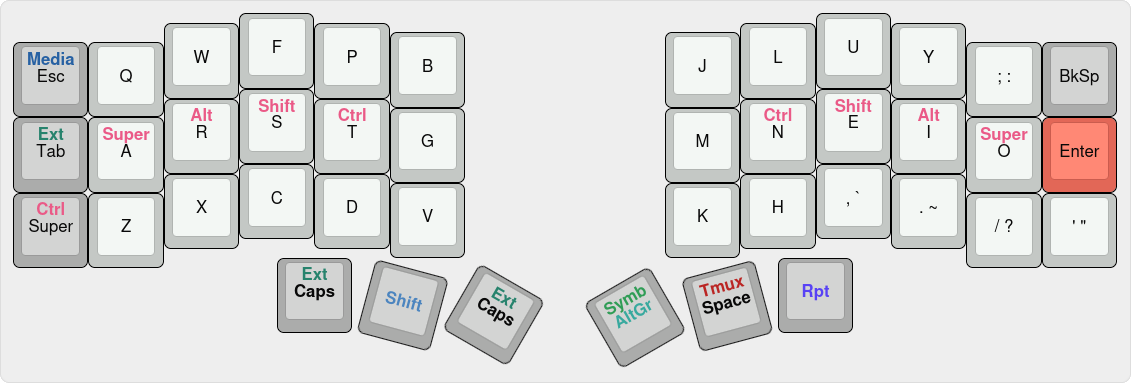 Media
Esc
Q
W
F
P
B
J
L
U
Y
; :
BkSp
Ext
Tab
Super
A
Alt
R
Shift
S
Ctrl
T
G
M
Ctrl
N
Shift
E
Alt
I
Super
O
Enter
Ctrl
Super
Z
X
C
D
V
K
H
, `
. ~
/ ?
' "
Ext
Caps
Shift
Ext
Caps
Symb
AltGr
Tmux
Space
Rpt